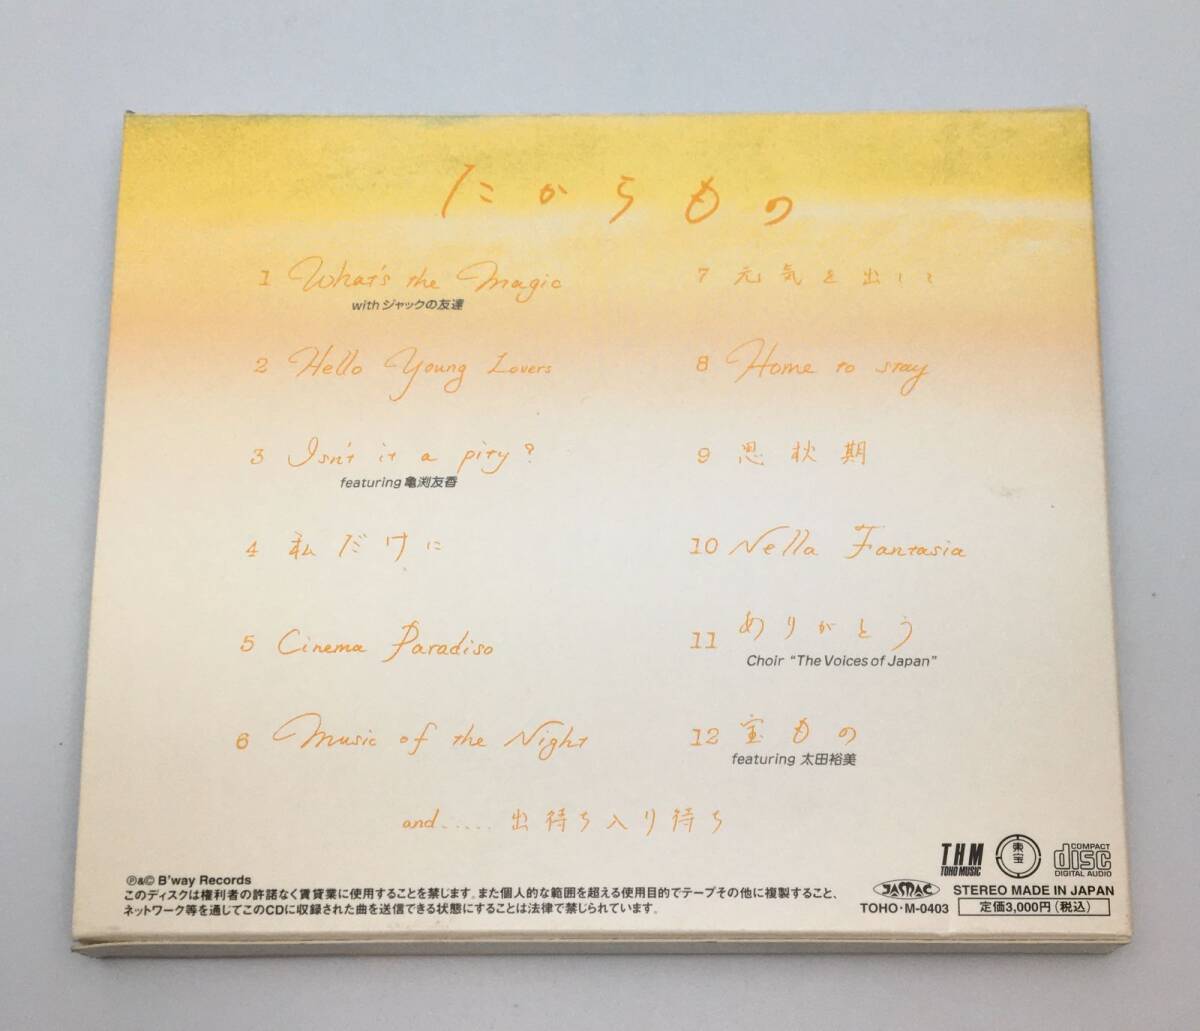 たからもの
1 What's the Magic
with ジャックの友達
2 Hello Young Lovers
3 Isn't it a pity?
featuring 亀渕友香
4 私だけに
5 Cinema Paradiso
6 Music of the Night
7 元気を出して
8 Home to stay
9 思秋期
10 Nella Fantasia
11 ありがとう
Choir “The Voices of Japan”
12 宝もの
featuring 太田裕美
and..... 出待ち入り待ち
Ⓟ&© B'way Records
このディスクは権利者の許諾なく賃貸業に使用することを禁じます。また個人的な範囲を超える使用目的でテープその他に複製すること、
ネットワーク等を通じてこのCDに収録された曲を送信できる状態にすることは法律で禁じられています。
THM
TOHO MUSIC
東宝
COMPACT
disc
DIGITAL AUDIO
JASRAC
STEREO MADE IN JAPAN
TOHO・M-0403
定価3,000円(税込)